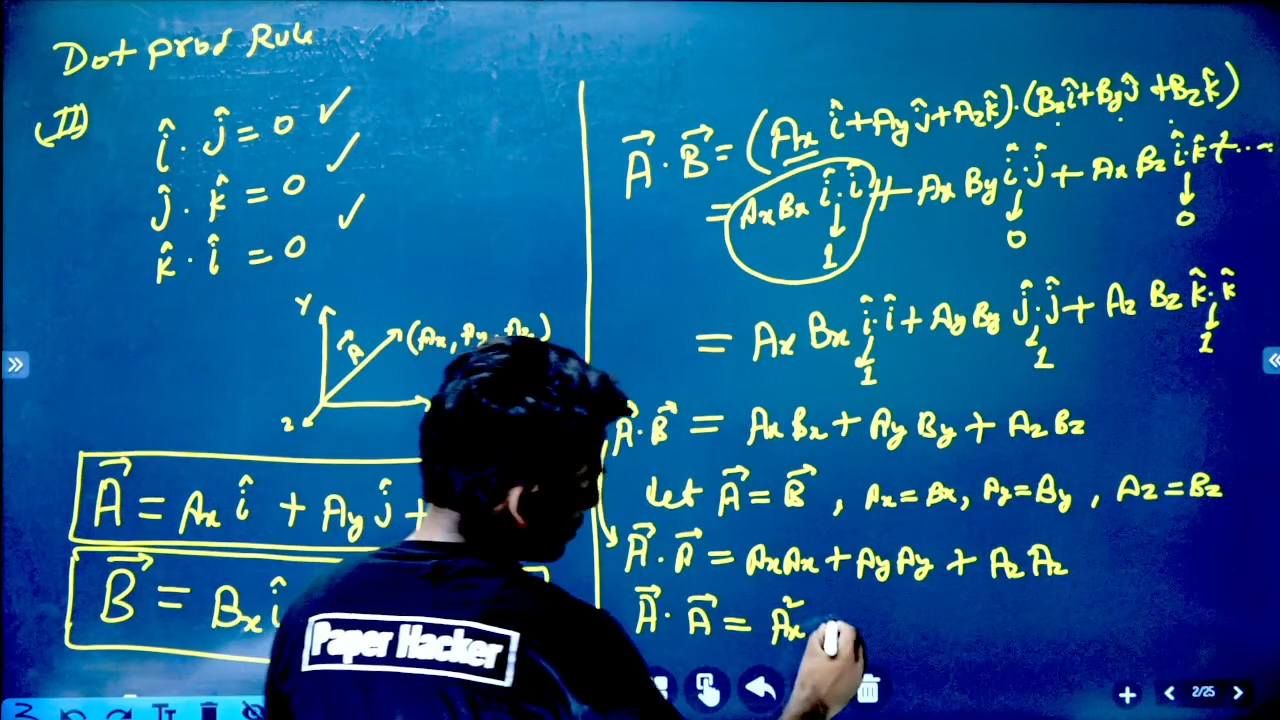 Dot prod Rule
(II)
î · ĵ = 0 ✓
ĵ · k̂ = 0 ✓
k̂ · î = 0 ✓
Y
A⃗
(Ax, Ay, Az)
z
A⃗ = Ax î + Ay ĵ +
B⃗ = Bx î
A⃗ · B⃗ = (Ax î + Ay ĵ + Az k̂) · (Bx î + By ĵ + Bz k̂)
= Ax Bx î · î + Ax By î · ĵ + Ax Bz î · k̂ + ....
1 0 0
= Ax Bx î · î + Ay By ĵ · ĵ + Az Bz k̂ · k̂
1 1 1
A⃗ · B⃗ = Ax Bx + Ay By + Az Bz
Let A⃗ = B⃗ , Ax = Bx, Ay = By , Az = Bz
A⃗ · A⃗ = Ax Ax + Ay Ay + Az Az
A⃗ · A⃗ = Ax²
Paper Hacker
2/25